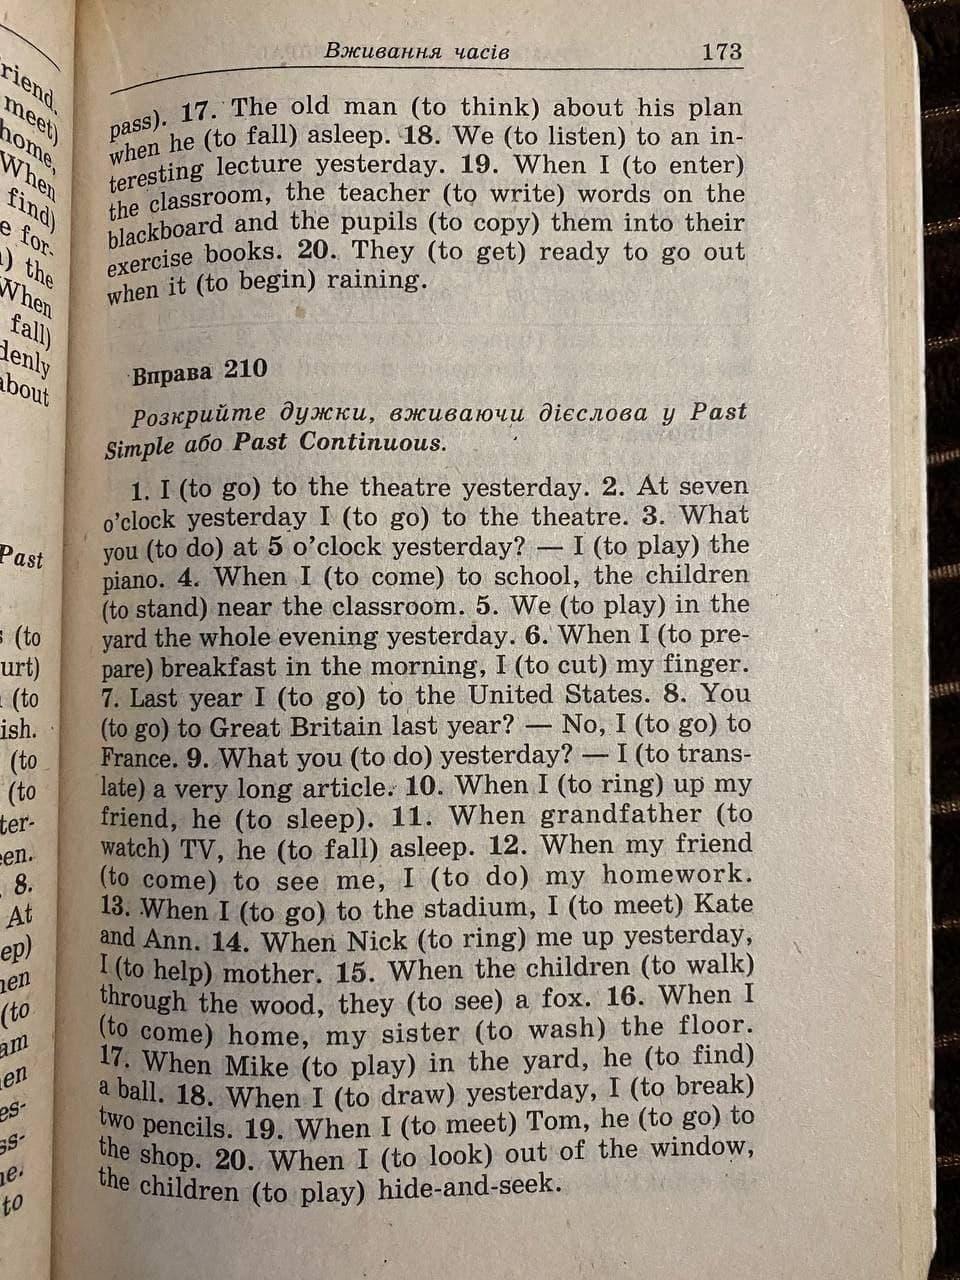 Вживання часів 173
pass). 17. The old man (to think) about his plan
when he (to fall) asleep. 18. We (to listen) to an in-
teresting lecture yesterday. 19. When I (to enter)
the classroom, the teacher (to write) words on the
blackboard and the pupils (to copy) them into their
exercise books. 20. They (to get) ready to go out
when it (to begin) raining.
Вправа 210
Розкрийте дужки, вживаючи дієслова у Past
Simple або Past Continuous.
1. I (to go) to the theatre yesterday. 2. At seven
o'clock yesterday I (to go) to the theatre. 3. What
you (to do) at 5 o'clock yesterday? — I (to play) the
piano. 4. When I (to come) to school, the children
(to stand) near the classroom. 5. We (to play) in the
yard the whole evening yesterday. 6. When I (to pre-
pare) breakfast in the morning, I (to cut) my finger.
7. Last year I (to go) to the United States. 8. You
(to go) to Great Britain last year? — No, I (to go) to
France. 9. What you (to do) yesterday? — I (to trans-
late) a very long article. 10. When I (to ring) up my
friend, he (to sleep). 11. When grandfather (to
watch) TV, he (to fall) asleep. 12. When my friend
(to come) to see me, I (to do) my homework.
13. When I (to go) to the stadium, I (to meet) Kate
and Ann. 14. When Nick (to ring) me up yesterday,
I (to help) mother. 15. When the children (to walk)
through the wood, they (to see) a fox. 16. When I
(to come) home, my sister (to wash) the floor.
17. When Mike (to play) in the yard, he (to find)
a ball. 18. When I (to draw) yesterday, I (to break)
two pencils. 19. When I (to meet) Tom, he (to go) to
the shop. 20. When I (to look) out of the window,
the children (to play) hide-and-seek.